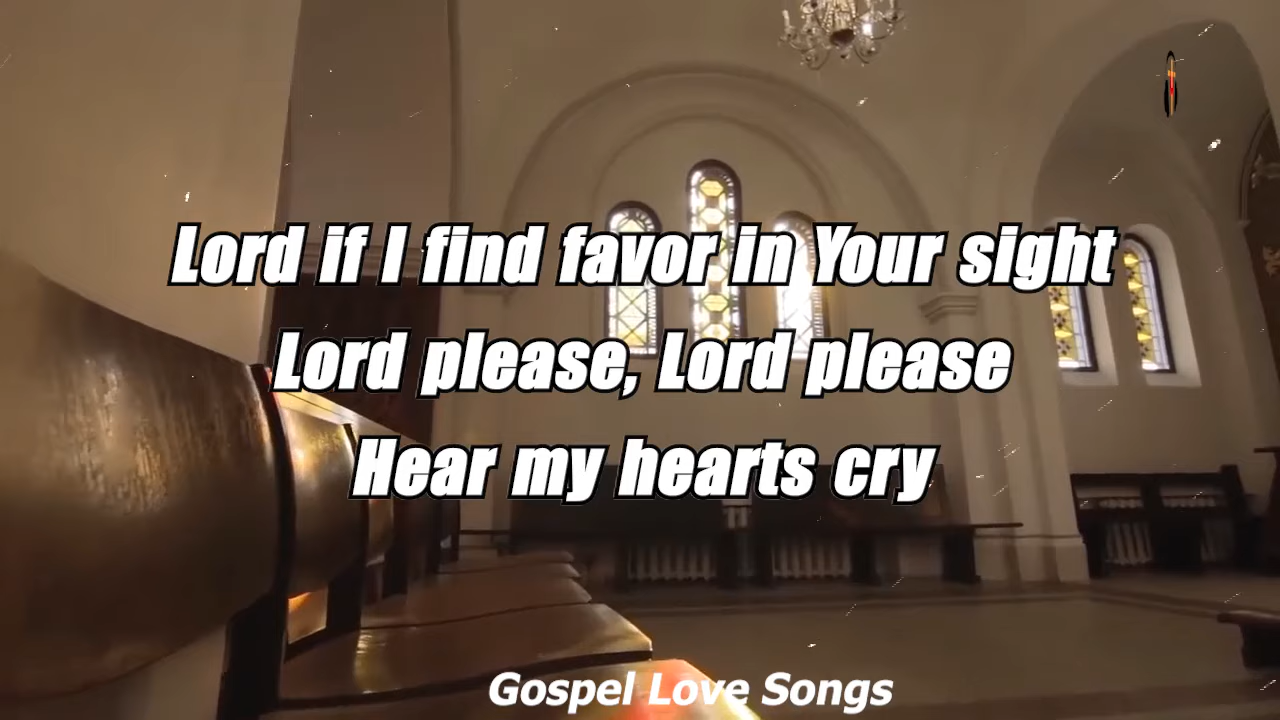 Lord if I find favor in Your sight
Lord please, Lord please
Hear my hearts cry
Gospel Love Songs